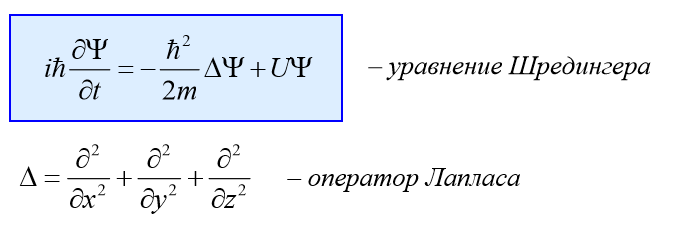 iħ ∂Ψ/∂t = −ħ²/2m ΔΨ + UΨ – уравнение Шредингера
Δ = ∂²/∂x² + ∂²/∂y² + ∂²/∂z² – оператор Лапласа